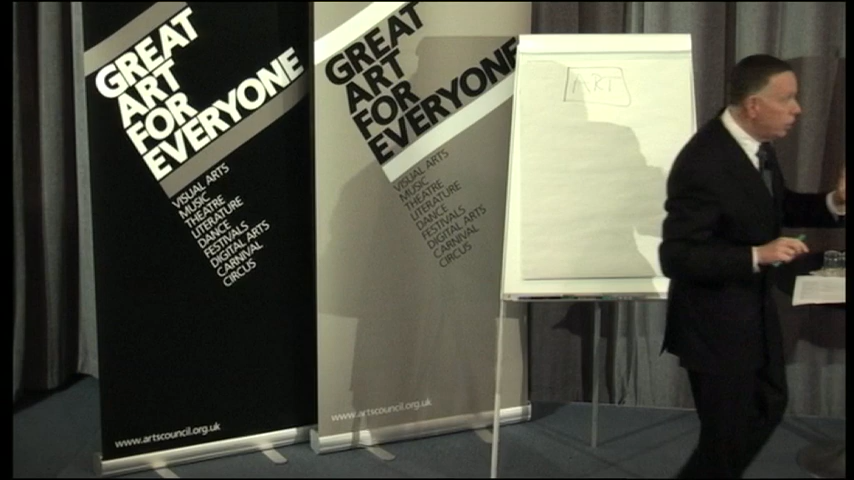 GREAT
ART
FOR
EVERYONE
VISUAL ARTS
MUSIC
THEATRE
LITERATURE
DANCE
FESTIVALS
DIGITAL ARTS
CARNIVAL
CIRCUS
www.artscouncil.org.uk
GREAT
ART
FOR
EVERYONE
VISUAL ARTS
MUSIC
THEATRE
LITERATURE
DANCE
FESTIVALS
DIGITAL ARTS
CARNIVAL
CIRCUS
www.artscouncil.org.uk
ART